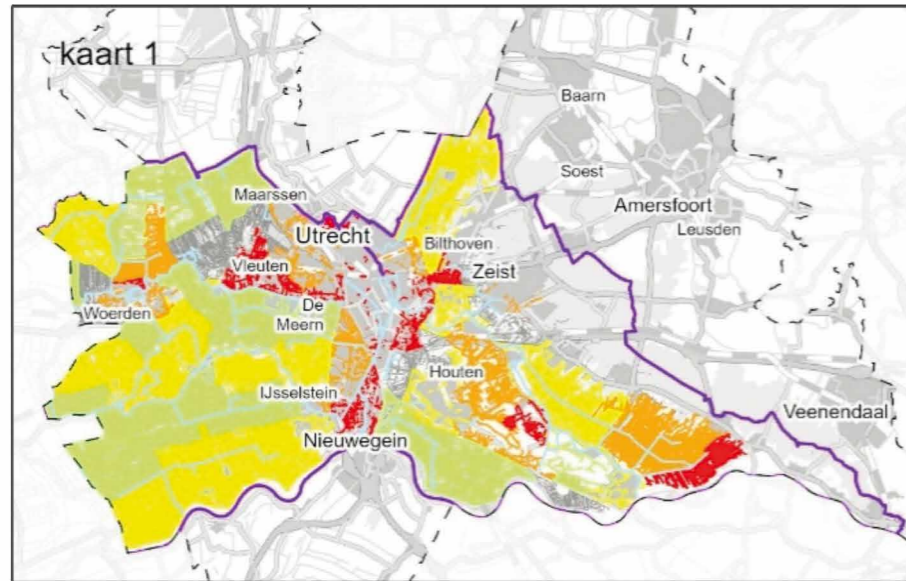 kaart 1
Baarn
Soest
Maarssen
Amersfoort
Leusden
Utrecht
Bilthoven
Vleuten
Zeist
De
Meern
Woerden
Houten
IJsselstein
Veenendaal
Nieuwegein